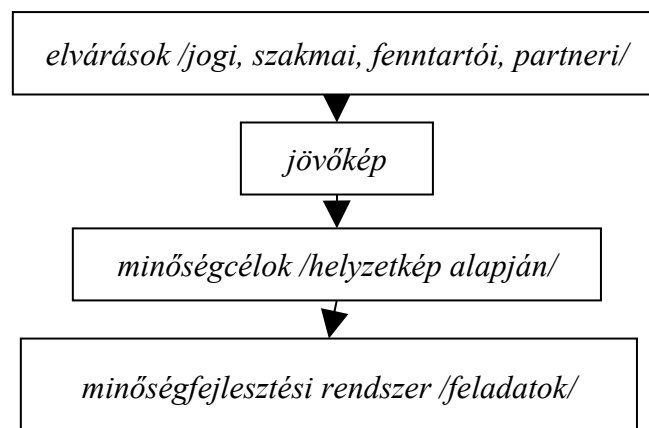 elvárások /jogi, szakmai, fenntartói, partneri/
jövőkép
minőségcélok /helyzetkép alapján/
minőségfejlesztési rendszer /feladatok/